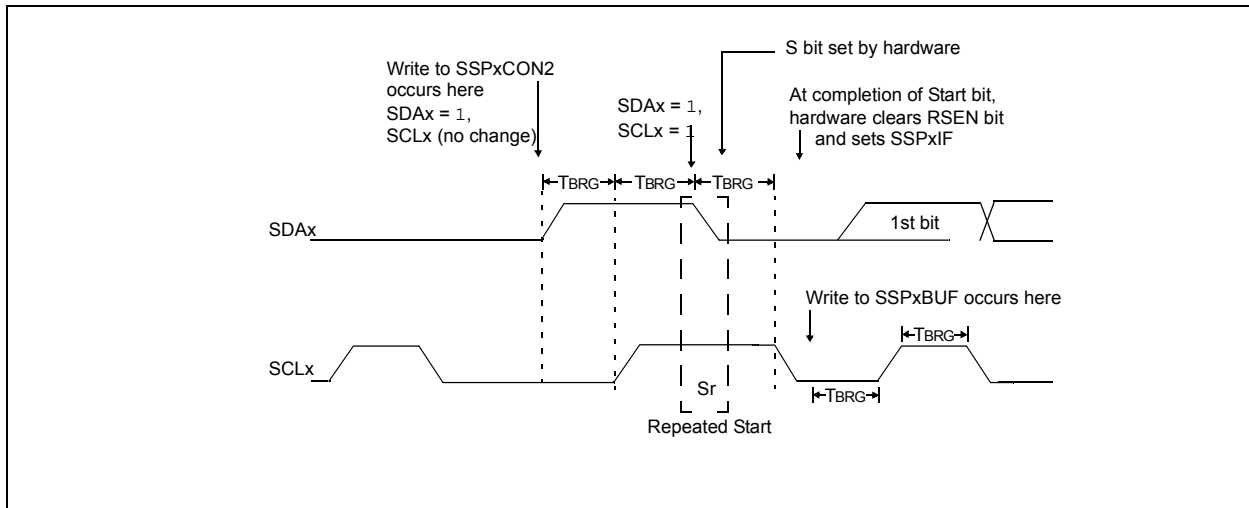 S bit set by hardware
Write to SSPxCON2
occurs here
SDAx = 1,
SCLx (no change)
SDAx = 1,
SCLx = 1
At completion of Start bit,
hardware clears RSEN bit
and sets SSPxIF
TBRG TBRG TBRG
SDAx
1st bit
Write to SSPxBUF occurs here
TBRG
SCLx
Sr
TBRG
Repeated Start